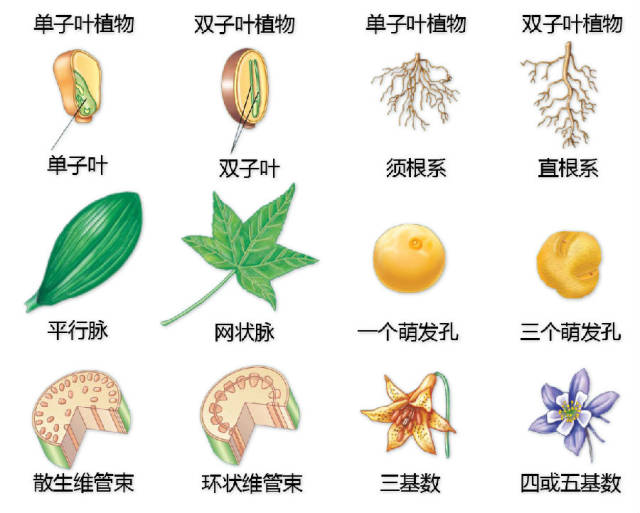 单子叶植物 双子叶植物 单子叶植物 双子叶植物
单子叶 双子叶 须根系 直根系
平行脉 网状脉 一个萌发孔 三个萌发孔
散生维管束 环状维管束 三基数 四或五基数